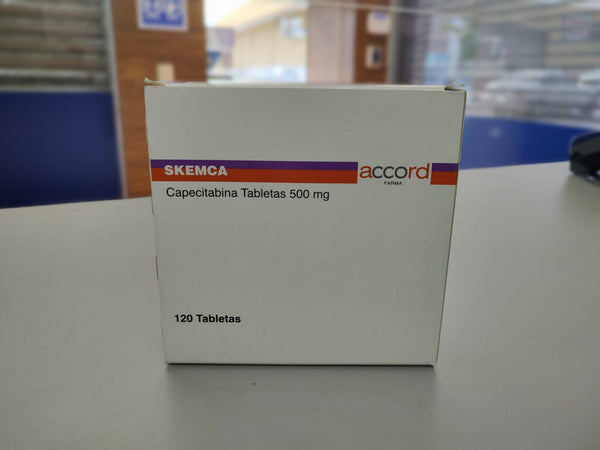 SKEMCA
accord
FARMA
Capecitabina Tabletas 500 mg
120 Tabletas